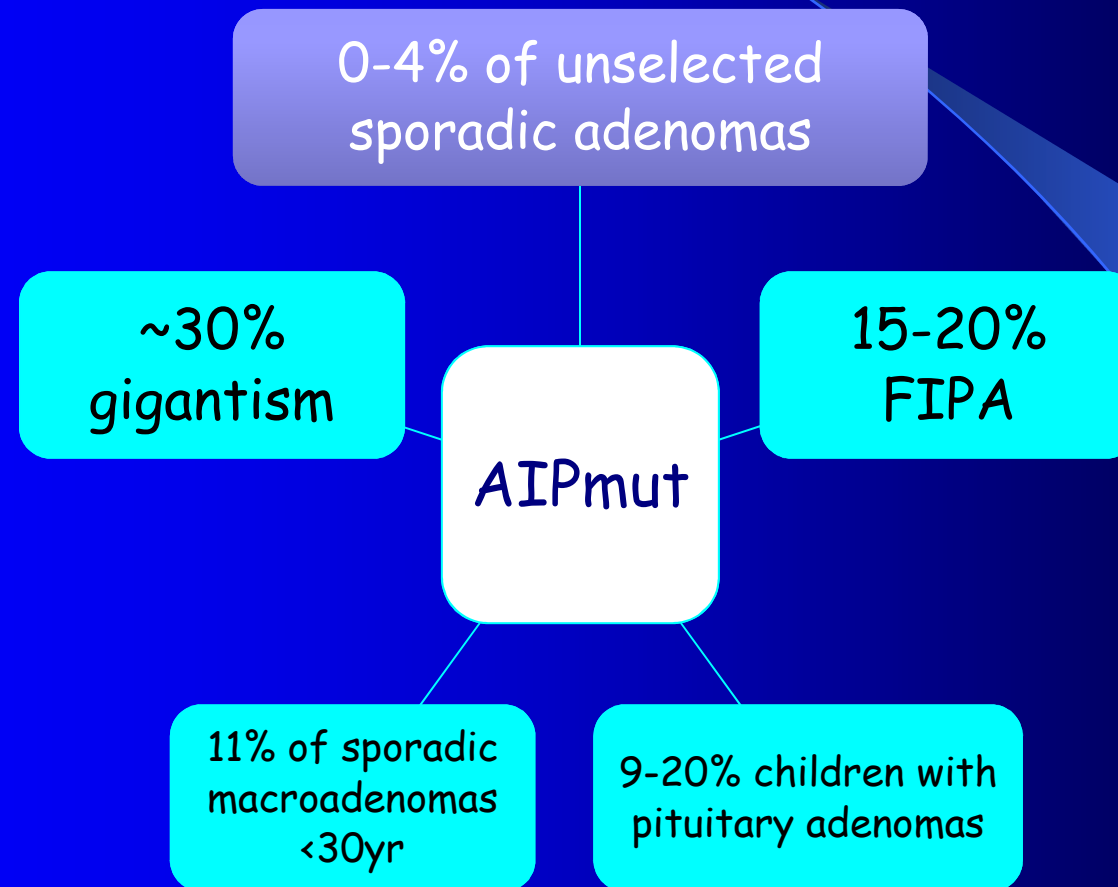 0-4% of unselected
sporadic adenomas
~30%
gigantism
15-20%
FIPA
AIPmut
11% of sporadic
macroadenomas
<30yr
9-20% children with
pituitary adenomas